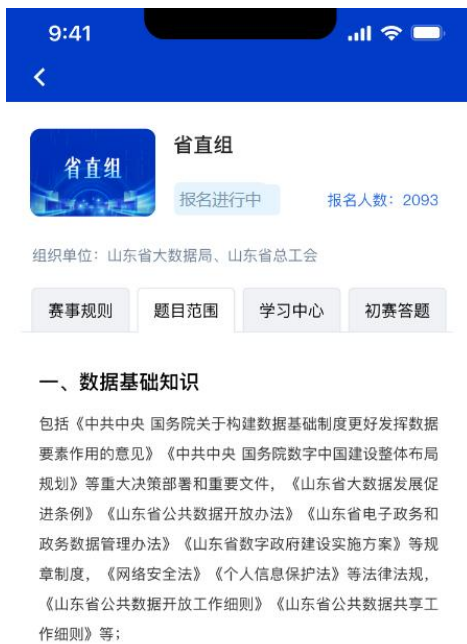 9:41
省直组
省直组
报名进行中
报名人数：2093
组织单位：山东省大数据局、山东省总工会
赛事规则 题目范围 学习中心 初赛答题
一、数据基础知识
包括《中共中央 国务院关于构建数据基础制度更好发挥数据
要素作用的意见》《中共中央 国务院数字中国建设整体布局
规划》等重大决策部署和重要文件，《山东省大数据发展促
进条例》《山东省公共数据开放办法》《山东省电子政务和
政务数据管理办法》《山东省数字政府建设实施方案》等规
章制度，《网络安全法》《个人信息保护法》等法律法规，
《山东省公共数据开放工作细则》《山东省公共数据共享工
作细则》等；